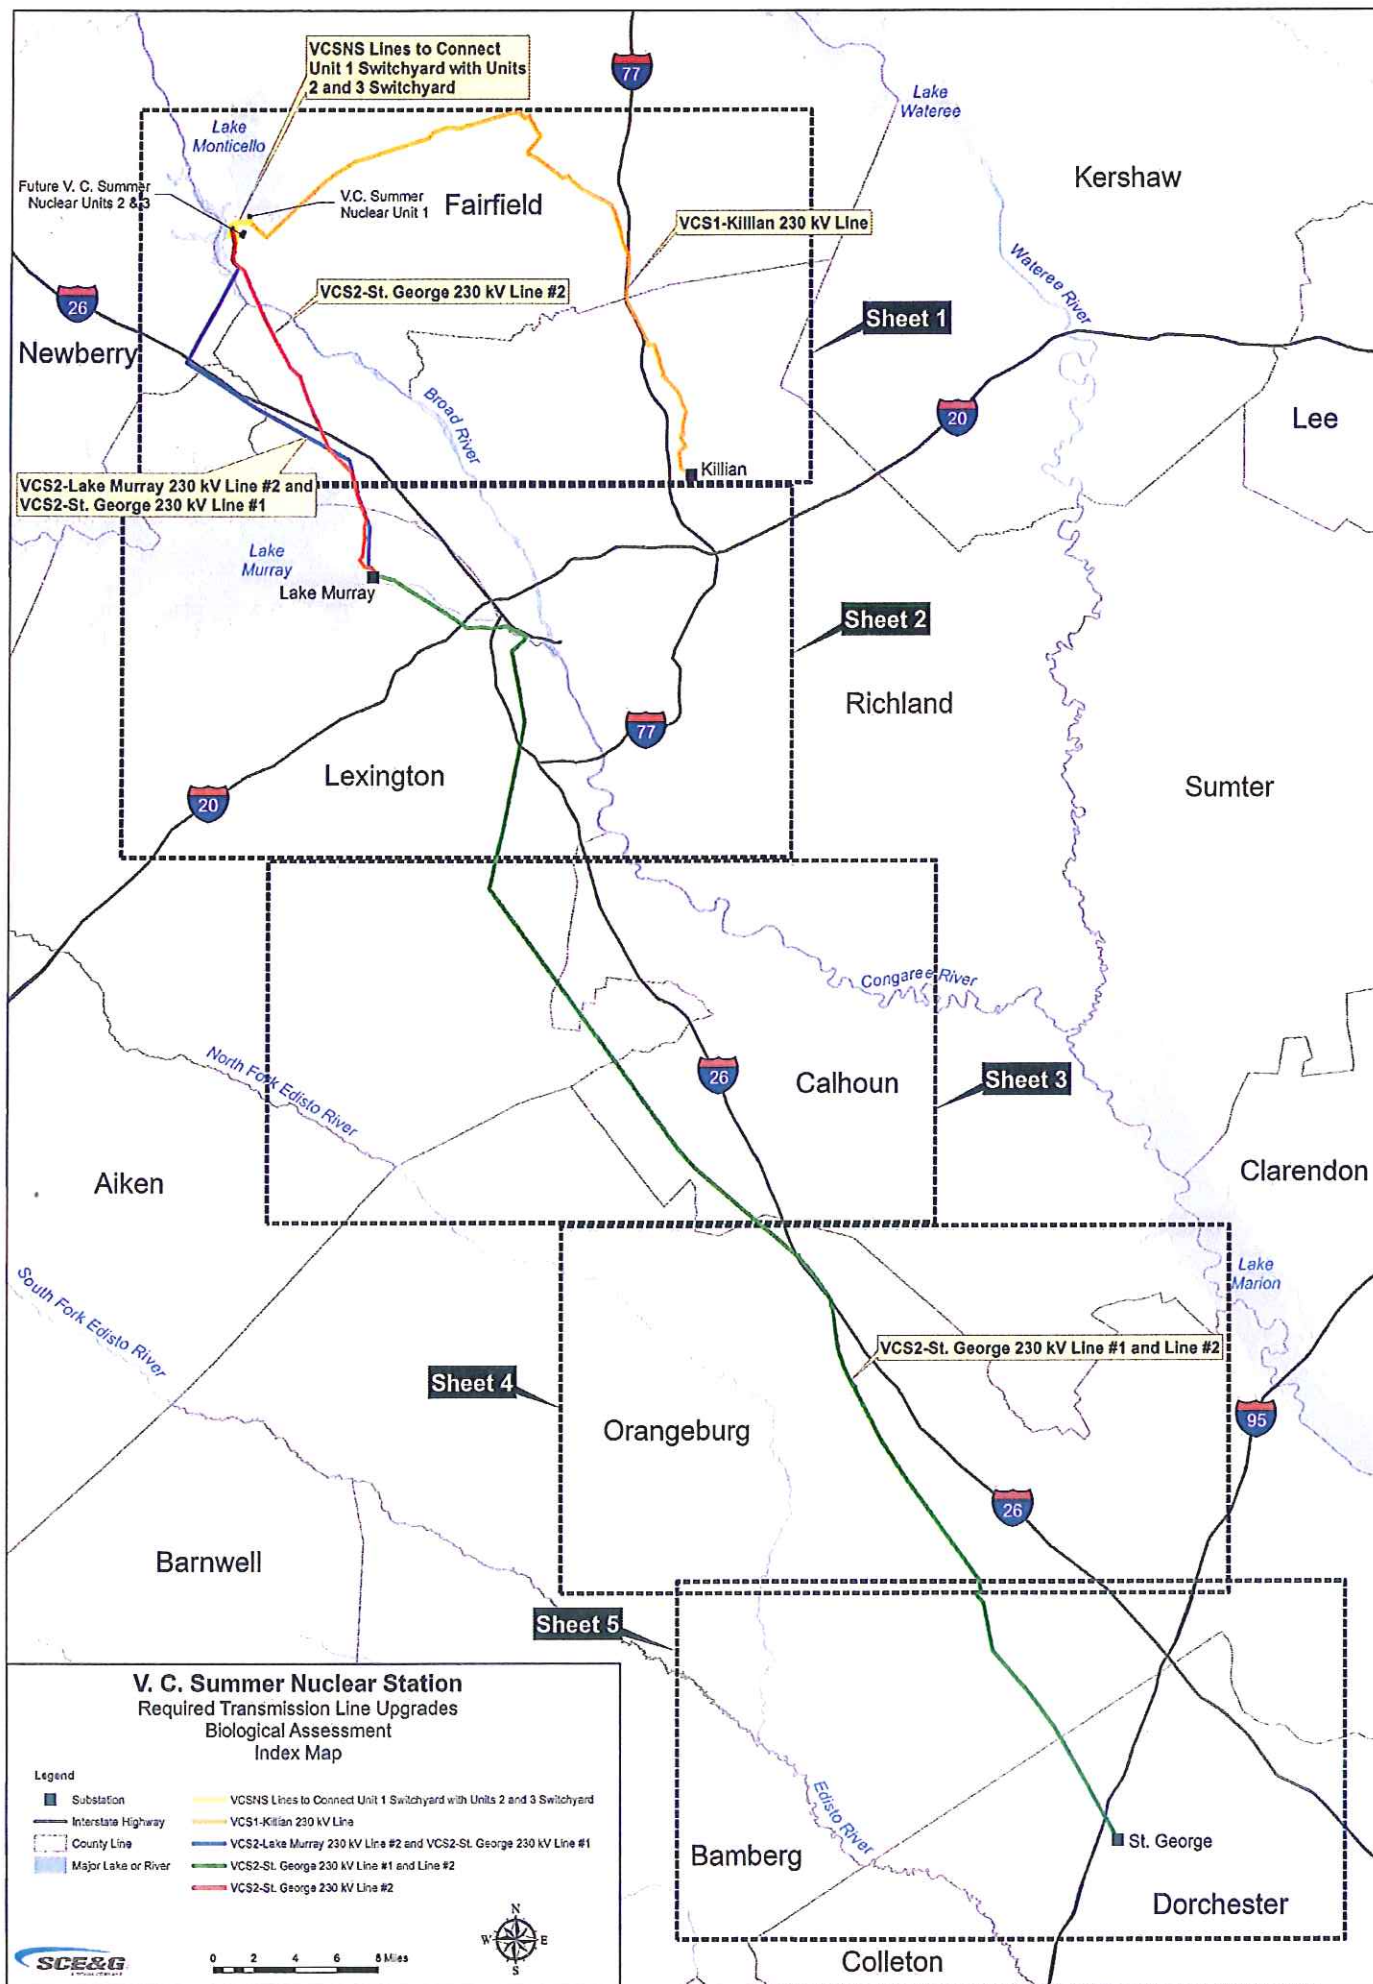 VCSNS Lines to Connect
Unit 1 Switchyard with Units
2 and 3 Switchyard
77
Lake
Wateree
Lake
Monticello
Kershaw
Future V. C. Summer
Nuclear Units 2 & 3
V.C. Summer
Nuclear Unit 1
Fairfield
VCS1-Killian 230 kV Line
Wateree River
VCS2-St. George 230 kV Line #2
26
Sheet 1
Newberry
Broad River
20
Lee
Killian
VCS2-Lake Murray 230 kV Line #2 and
VCS2-St. George 230 kV Line #1
Lake
Murray
Lake Murray
Sheet 2
Richland
77
Lexington
20
Sumter
Congaree River
North Fork Edisto River
26
Calhoun
Sheet 3
Aiken
Clarendon
South Fork Edisto River
Lake
Marion
VCS2-St. George 230 kV Line #1 and Line #2
Sheet 4
Orangeburg
95
26
Barnwell
Sheet 5
V. C. Summer Nuclear Station
Required Transmission Line Upgrades
Biological Assessment
Index Map
Legend
Substation
Interstate Highway
County Line
Major Lake or River
VCSNS Lines to Connect Unit 1 Switchyard with Units 2 and 3 Switchyard
VCS1-Killian 230 kV Line
VCS2-Lake Murray 230 kV Line #2 and VCS2-St. George 230 kV Line #1
VCS2-St. George 230 kV Line #1 and Line #2
VCS2-St. George 230 kV Line #2
Edisto River
St. George
Bamberg
Dorchester
Colleton
N
W E
S
0 2 4 6 8 Miles
SCE&G